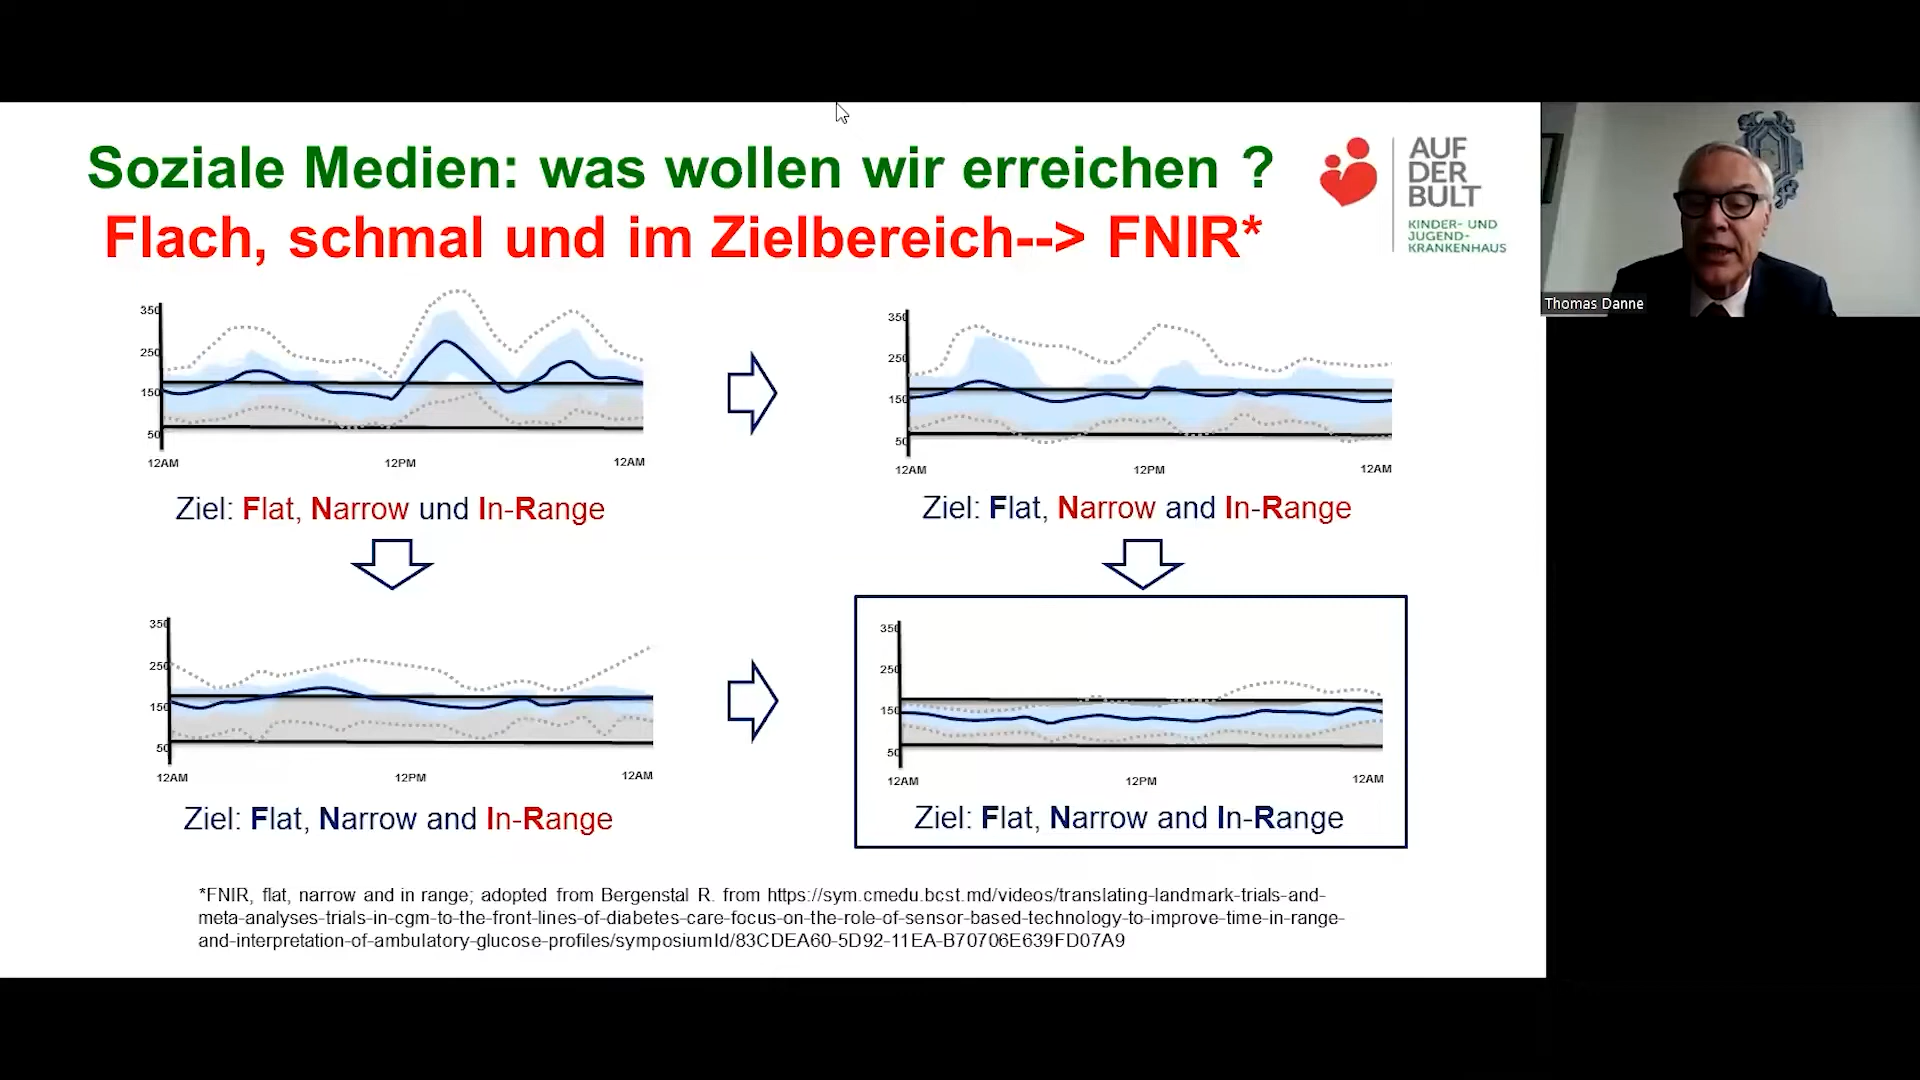 Soziale Medien: was wollen wir erreichen ?
Flach, schmal und im Zielbereich--> FNIR*
AUF
DER
BULT
KINDER- UND
JUGEND-
KRANKENHAUS
Thomas Danne
350
250
150
50
12AM
12PM
12AM
Ziel: Flat, Narrow und In-Range
350
250
150
50
12AM
12PM
12AM
Ziel: Flat, Narrow and In-Range
350
250
150
50
12AM
12PM
12AM
Ziel: Flat, Narrow and In-Range
350
250
150
50
12AM
12PM
12AM
Ziel: Flat, Narrow and In-Range
*FNIR, flat, narrow and in range; adopted from Bergenstal R. from https://sym.cmedu.bcst.md/videos/translating-landmark-trials-and-
meta-analyses-trials-in-cgm-to-the-front-lines-of-diabetes-care-focus-on-the-role-of-sensor-based-technology-to-improve-time-in-range-
and-interpretation-of-ambulatory-glucose-profiles/symposiumId/83CDEA60-5D92-11EA-B70706E639FD07A9